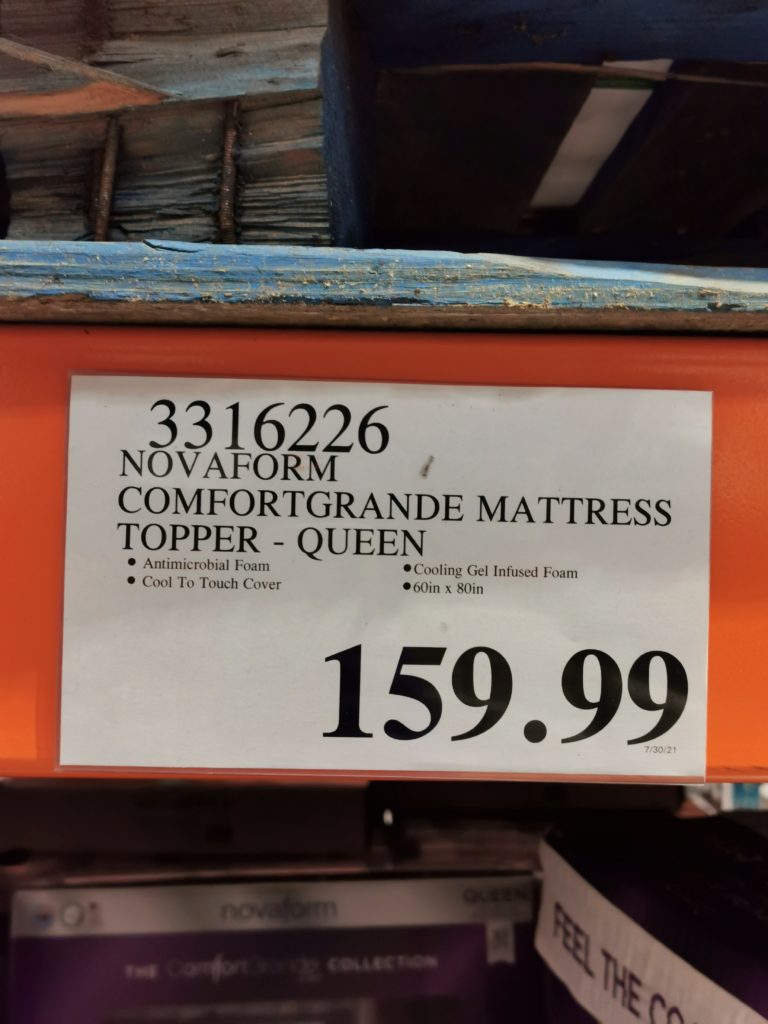 3316226
NOVAFORM
COMFORTGRANDE MATTRESS
TOPPER - QUEEN
• Antimicrobial Foam
• Cool To Touch Cover
• Cooling Gel Infused Foam
• 60in x 80in
159.99
7/30/21
novaform
QUEEN
THE ComfortGrande COLLECTION
FEEL THE